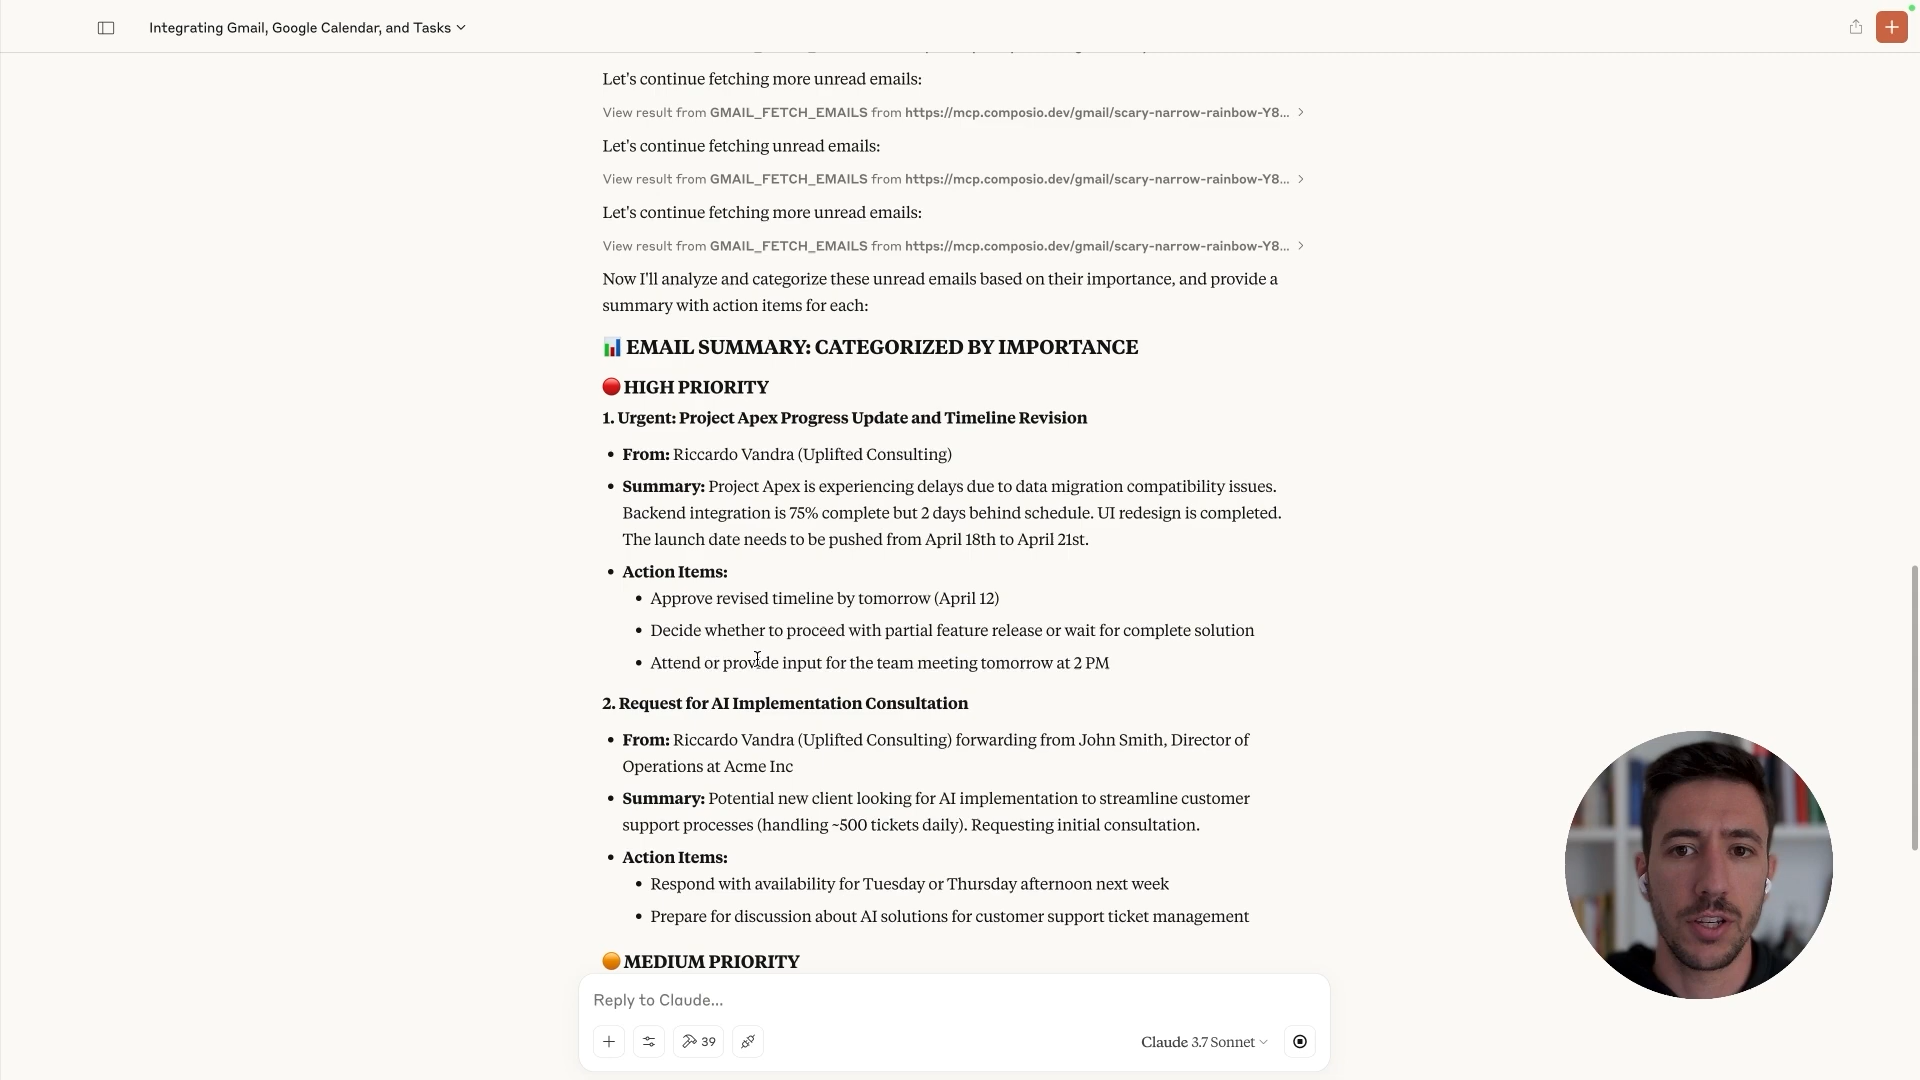 Integrating Gmail, Google Calendar, and Tasks
Let's continue fetching more unread emails:
View result from GMAIL_FETCH_EMAILS from https://mcp.composio.dev/gmail/scary-narrow-rainbow-Y8...
Let's continue fetching unread emails:
View result from GMAIL_FETCH_EMAILS from https://mcp.composio.dev/gmail/scary-narrow-rainbow-Y8...
Let's continue fetching more unread emails:
View result from GMAIL_FETCH_EMAILS from https://mcp.composio.dev/gmail/scary-narrow-rainbow-Y8...
Now I'll analyze and categorize these unread emails based on their importance, and provide a
summary with action items for each:
📊 EMAIL SUMMARY: CATEGORIZED BY IMPORTANCE
🔴 HIGH PRIORITY
1. Urgent: Project Apex Progress Update and Timeline Revision
• From: Riccardo Vandra (Uplifted Consulting)
• Summary: Project Apex is experiencing delays due to data migration compatibility issues.
Backend integration is 75% complete but 2 days behind schedule. UI redesign is completed.
The launch date needs to be pushed from April 18th to April 21st.
• Action Items:
• Approve revised timeline by tomorrow (April 12)
• Decide whether to proceed with partial feature release or wait for complete solution
• Attend or provide input for the team meeting tomorrow at 2 PM
2. Request for AI Implementation Consultation
• From: Riccardo Vandra (Uplifted Consulting) forwarding from John Smith, Director of
Operations at Acme Inc
• Summary: Potential new client looking for AI implementation to streamline customer
support processes (handling ~500 tickets daily). Requesting initial consultation.
• Action Items:
• Respond with availability for Tuesday or Thursday afternoon next week
• Prepare for discussion about AI solutions for customer support ticket management
🟠 MEDIUM PRIORITY
Reply to Claude...
39
Claude 3.7 Sonnet